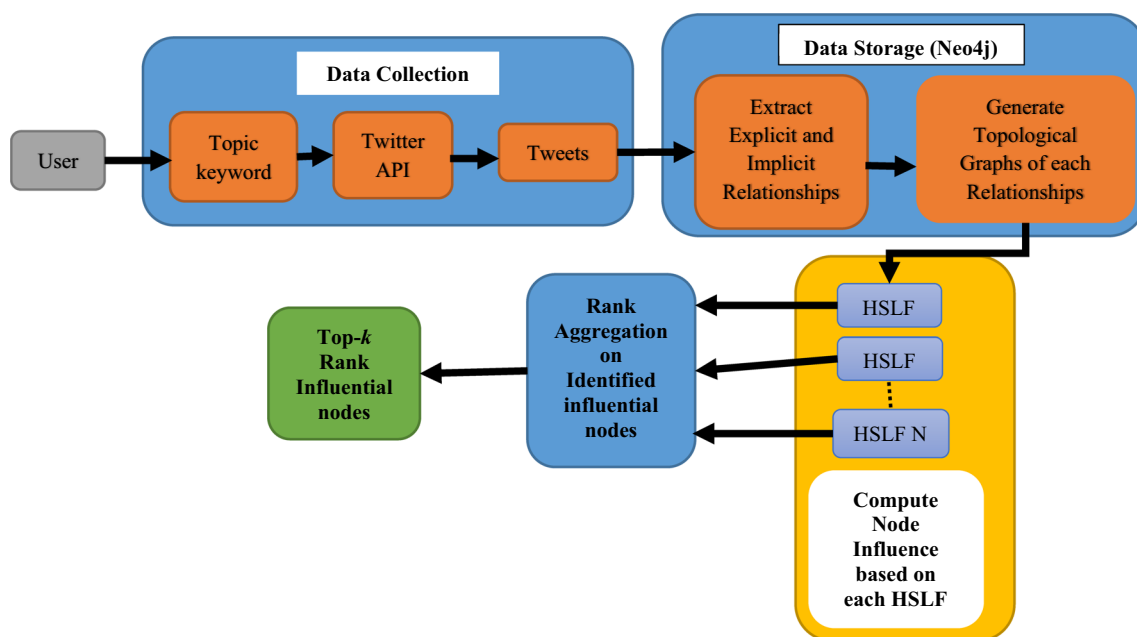 Data Collection
Data Storage (Neo4j)
User
Topic
keyword
Twitter
API
Tweets
Extract
Explicit and
Implicit
Relationships
Generate
Topological
Graphs of each
Relationships
HSLF
HSLF
HSLF N
Compute
Node
Influence
based on
each HSLF
Rank
Aggregation
on
Identified
influential
nodes
Top-k
Rank
Influential
nodes